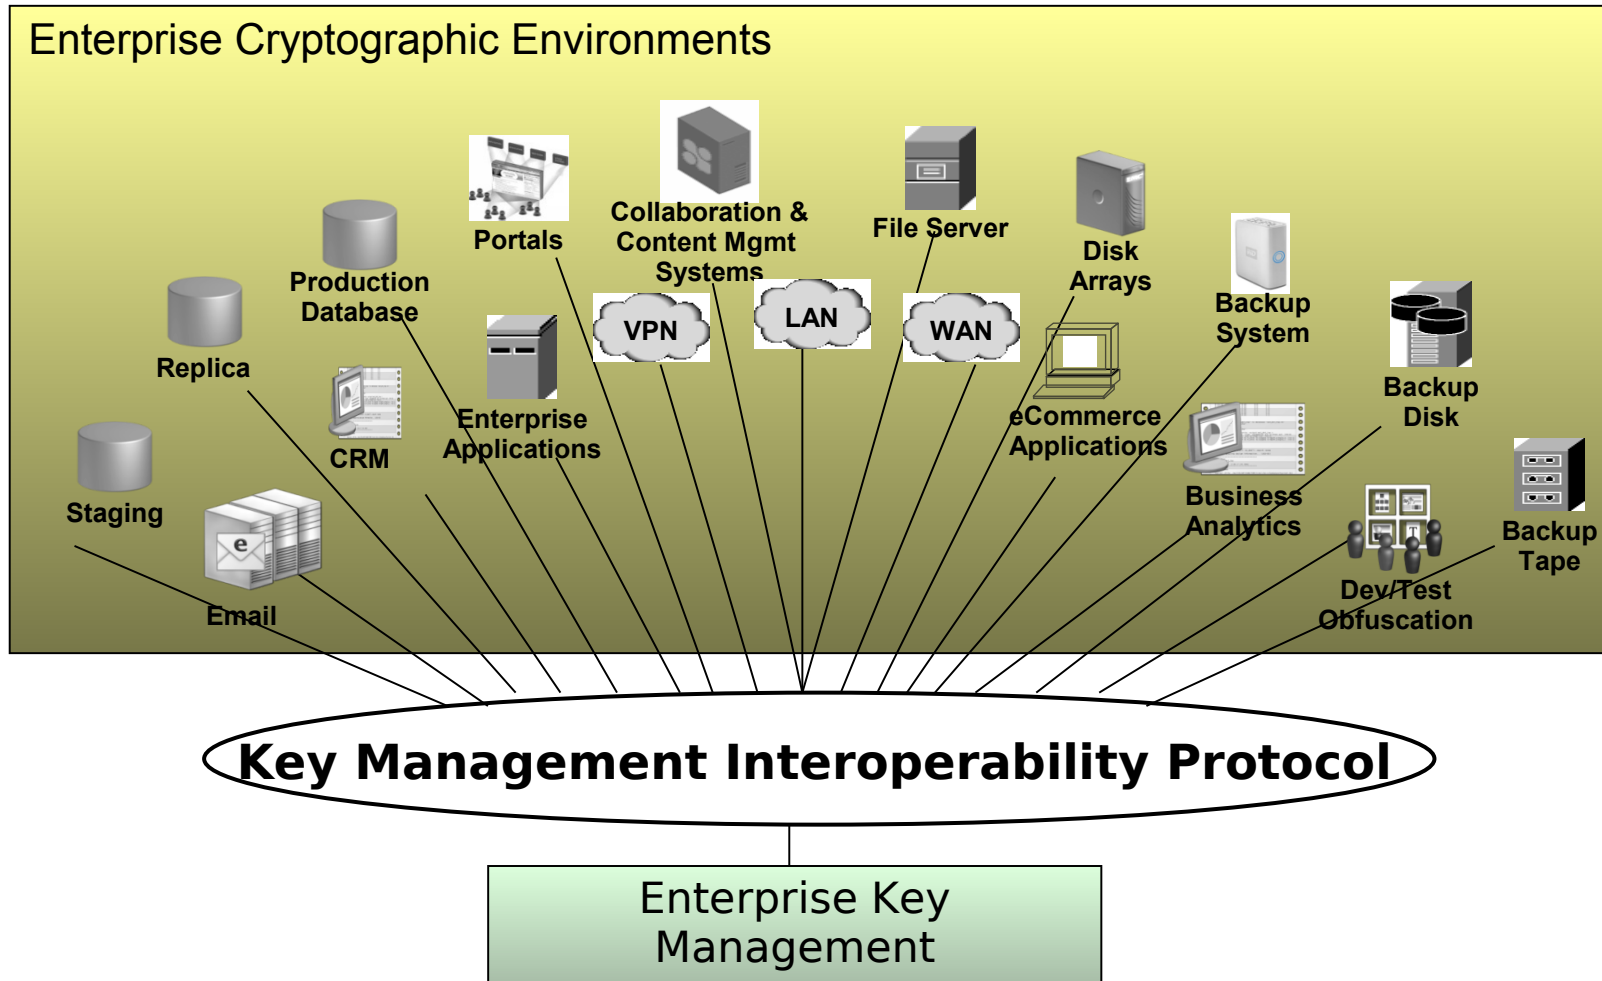 Enterprise Cryptographic Environments
Portals
Collaboration &
Content Mgmt
Systems
File Server
Disk
Arrays
Production
Database
Backup
System
VPN
LAN
WAN
Replica
Backup
Disk
CRM
Enterprise
Applications
eCommerce
Applications
Staging
Business
Analytics
Backup
Tape
e
T
Email
Dev/Test
Obfuscation
Key Management Interoperability Protocol
Enterprise Key
Management